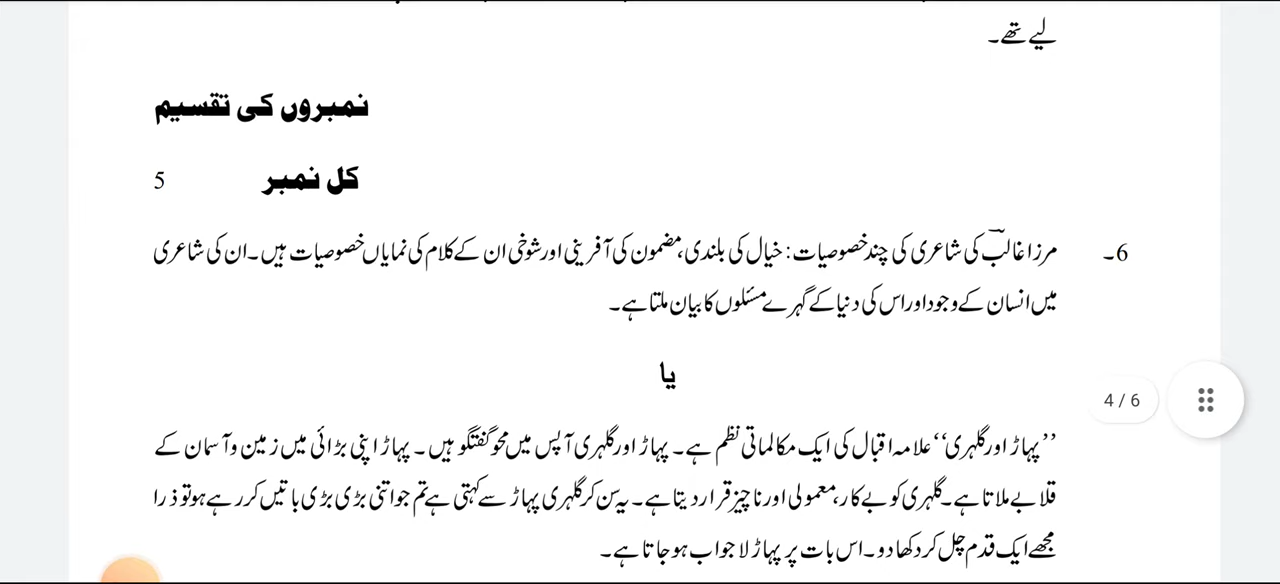 لیے تھے۔
نمبروں کی تقسیم
کل نمبر 5
6۔ مرزا غالبؔ کی شاعری کی چند خصوصیات: خیال کی بلندی، مضمون کی آفرینی اور شوخی ان کے کلام کی نمایاں خصوصیات ہیں۔ ان کی شاعری
میں انسان کے وجود اور اس کی دنیا کے گہرے مسئلوں کا بیان ملتا ہے۔
یا
’’پہاڑ اور گلہری‘‘ علامہ اقبال کی ایک مکالماتی نظم ہے۔ پہاڑ اور گلہری آپس میں محو گفتگو ہیں۔ پہاڑ اپنی بڑائی میں زمین و آسمان کے
قلابے ملاتا ہے۔ گلہری کو بے کار، معمولی اور ناچیز قرار دیتا ہے۔ یہ سن کر گلہری پہاڑ سے کہتی ہے تم جو اتنی بڑی بڑی باتیں کر رہے ہو تو ذرا
مجھے ایک قدم چل کر دکھا دو۔ اس بات پر پہاڑ لاجواب ہو جاتا ہے۔
4 / 6